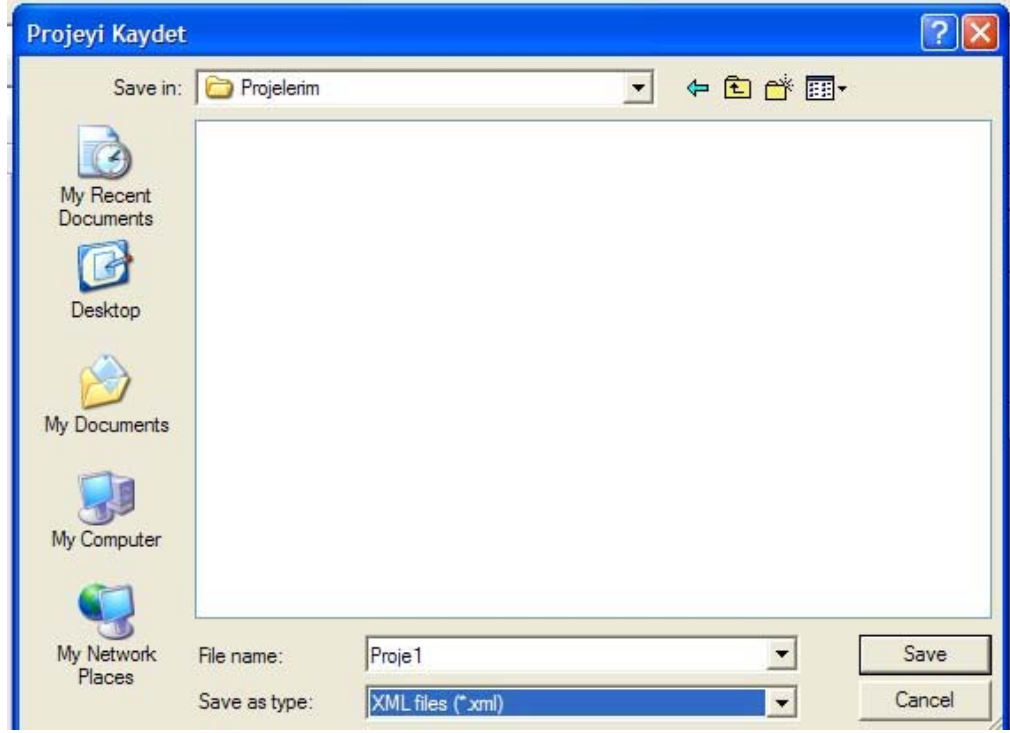 Projeyi Kaydet
Save in:
Projelerim
My Recent
Documents
Desktop
My Documents
My Computer
My Network
Places
File name:
Proje1
Save
Save as type:
XML files (*.xml)
Cancel